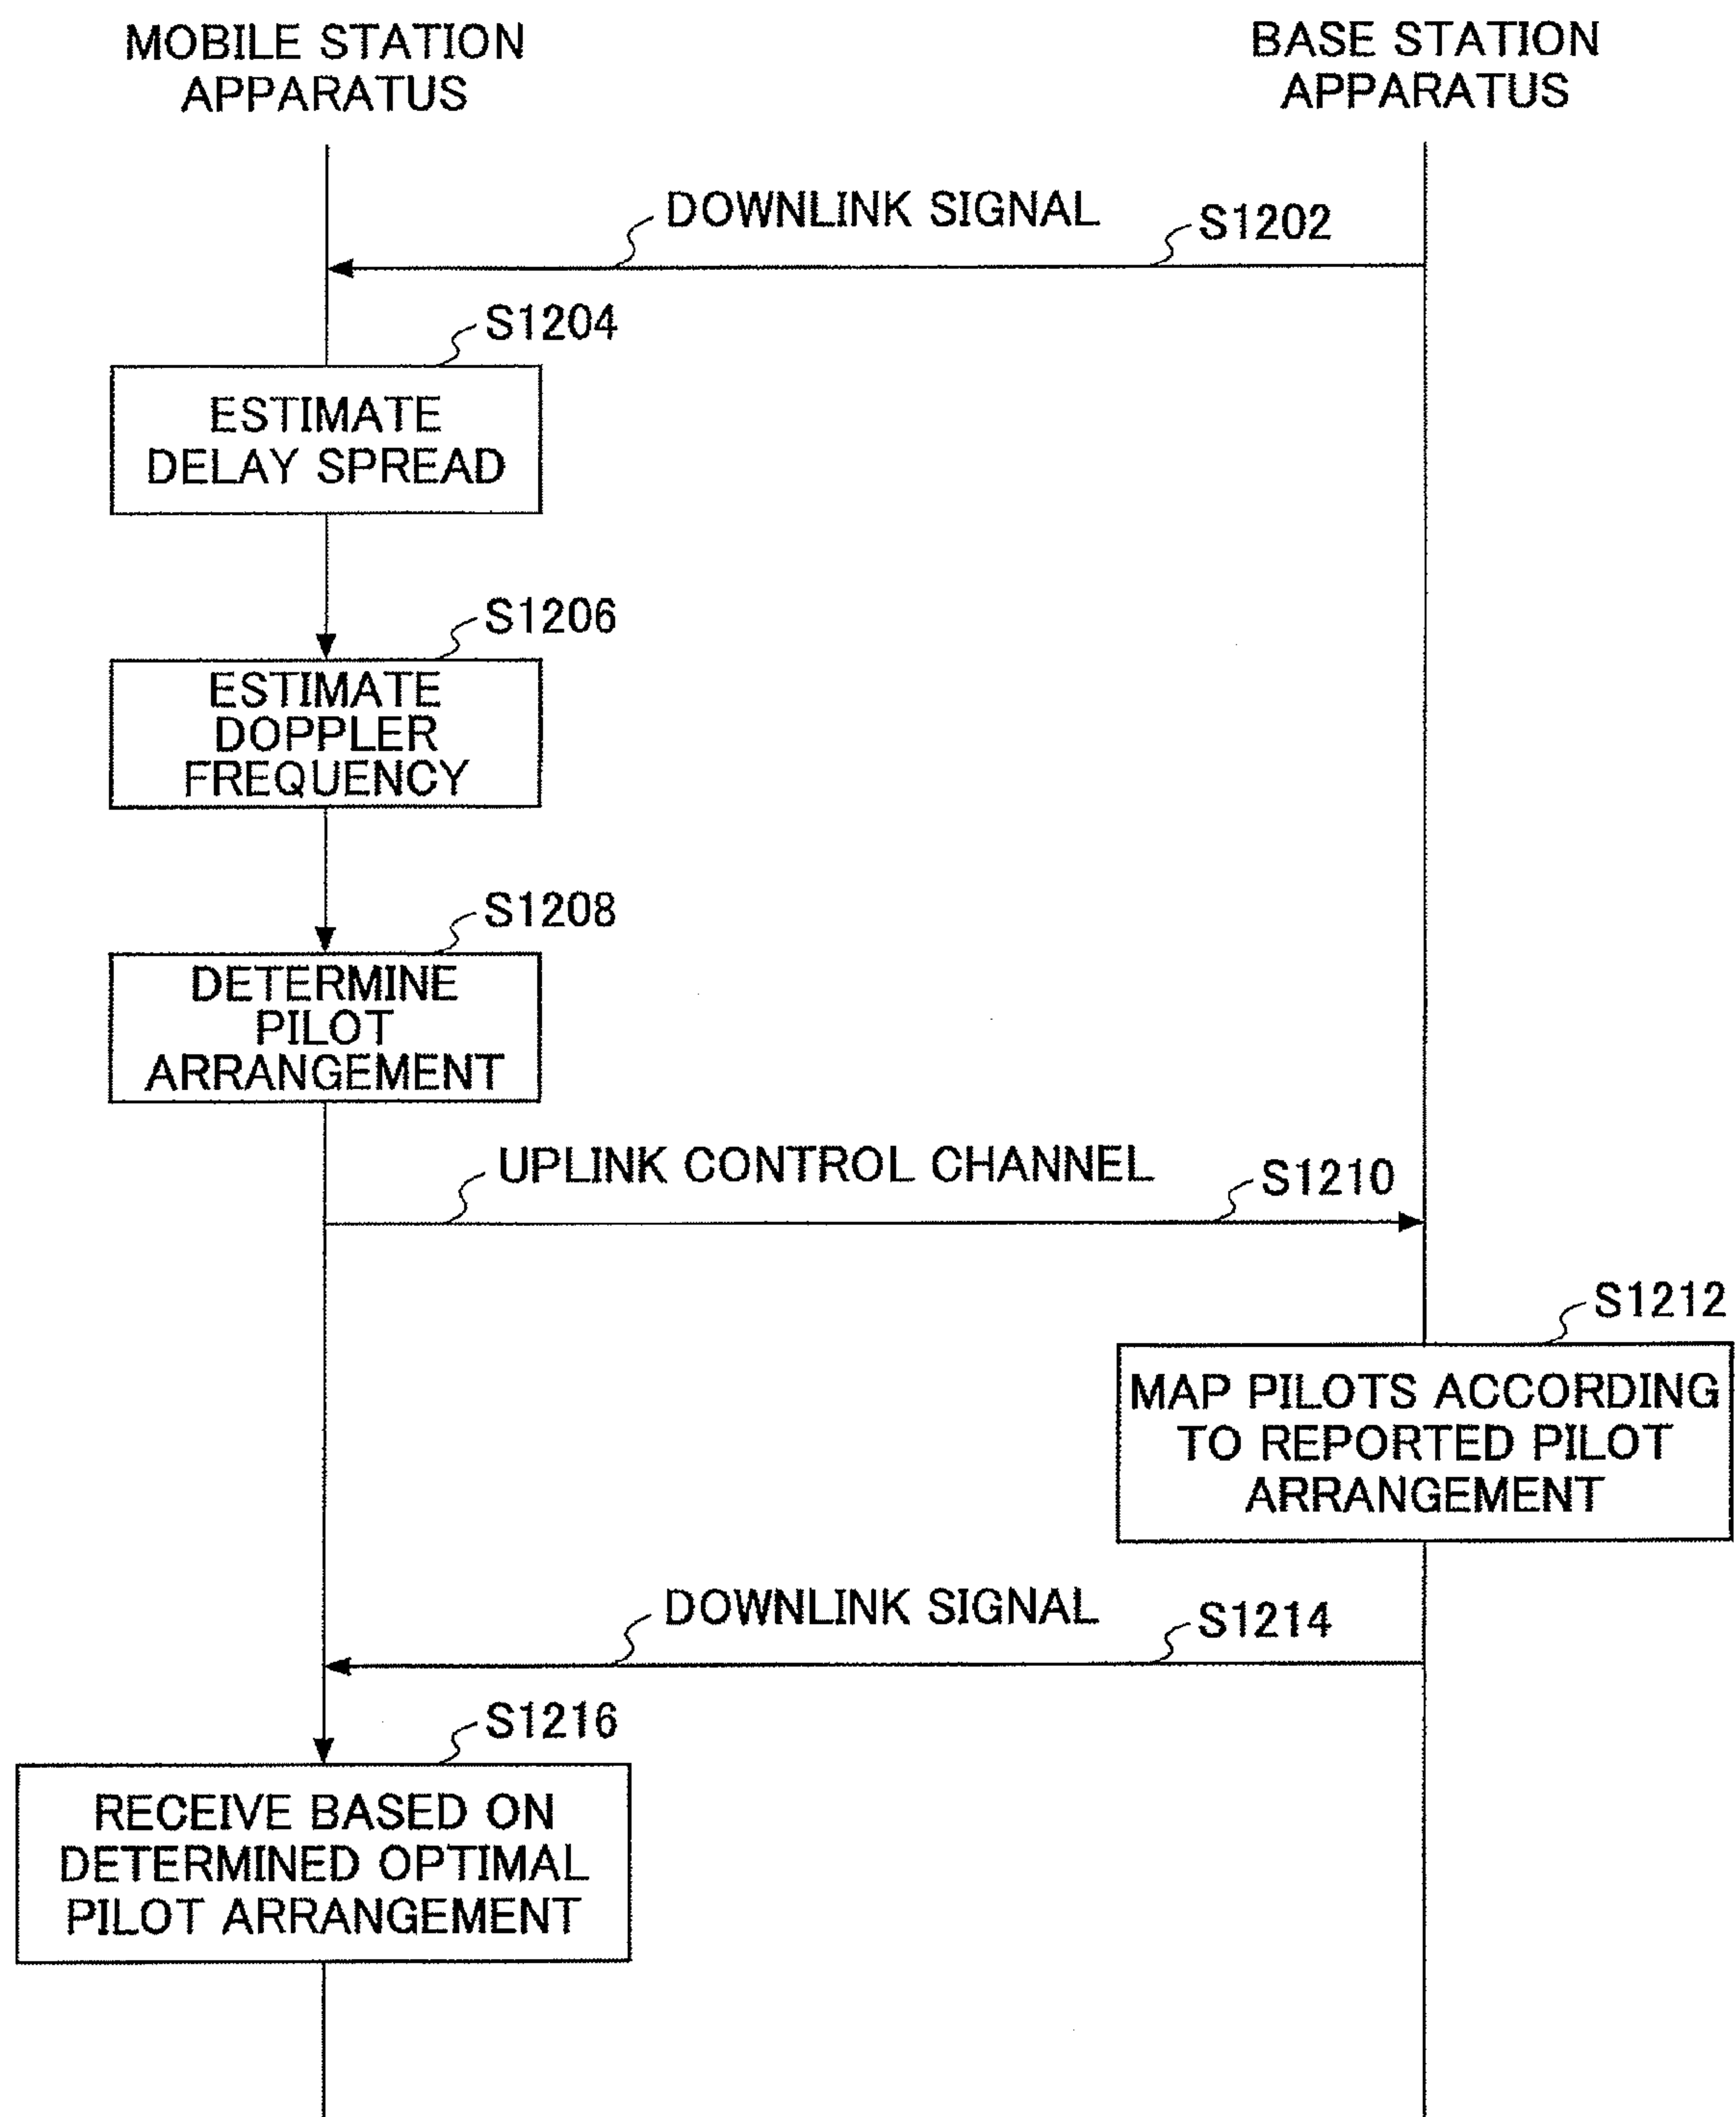 MOBILE STATION
APPARATUS
BASE STATION
APPARATUS
DOWNLINK SIGNAL
S1202
S1204
ESTIMATE
DELAY SPREAD
S1206
ESTIMATE
DOPPLER
FREQUENCY
S1208
DETERMINE
PILOT
ARRANGEMENT
UPLINK CONTROL CHANNEL
S1210
S1212
MAP PILOTS ACCORDING
TO REPORTED PILOT
ARRANGEMENT
DOWNLINK SIGNAL
S1214
S1216
RECEIVE BASED ON
DETERMINED OPTIMAL
PILOT ARRANGEMENT